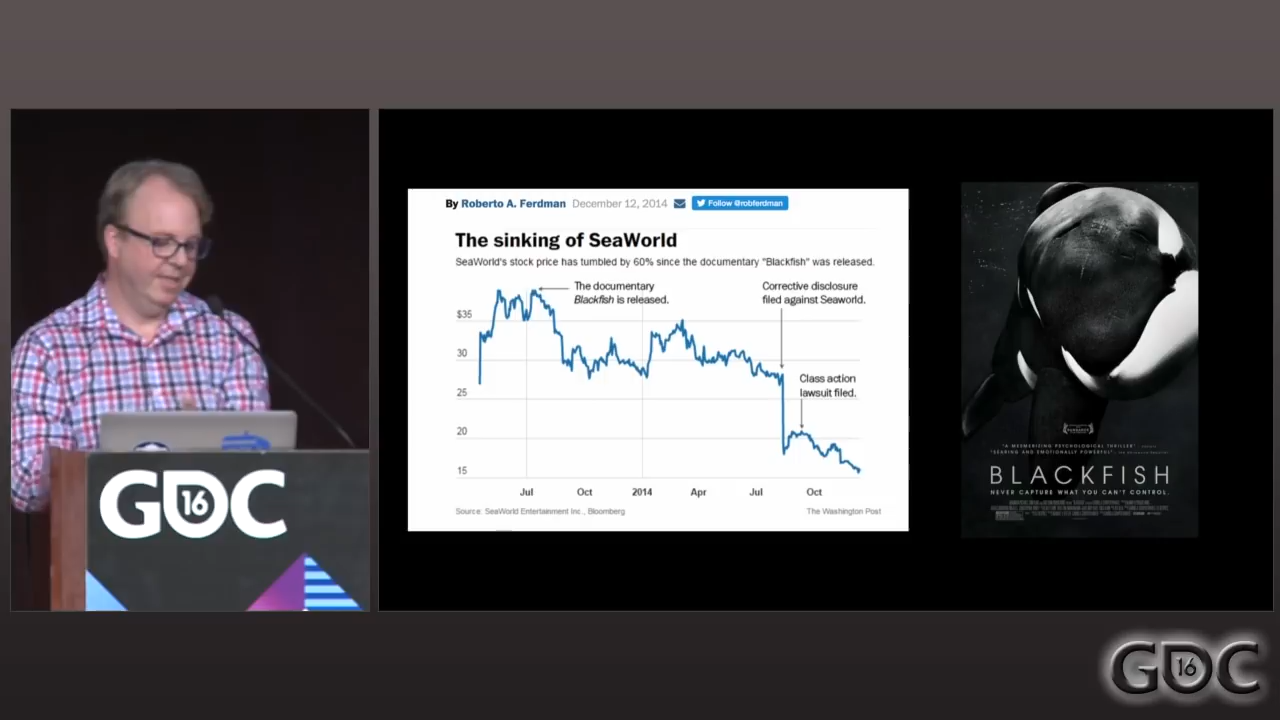 By Roberto A. Ferdman December 12, 2014 Follow @robferdman
The sinking of SeaWorld
SeaWorld's stock price has tumbled by 60% since the documentary "Blackfish" was released.
The documentary
Blackfish is released.
Corrective disclosure
filed against Seaworld.
Class action
lawsuit filed.
$35
30
25
20
15
Jul Oct 2014 Apr Jul Oct
Source: SeaWorld Entertainment Inc., Bloomberg
The Washington Post
"A MESMERIZING PSYCHOLOGICAL THRILLER"
"SEARING AND EMOTIONALLY POWERFUL"
BLACKFISH
NEVER CAPTURE WHAT YOU CAN'T CONTROL.
GDC 16
GDC 16